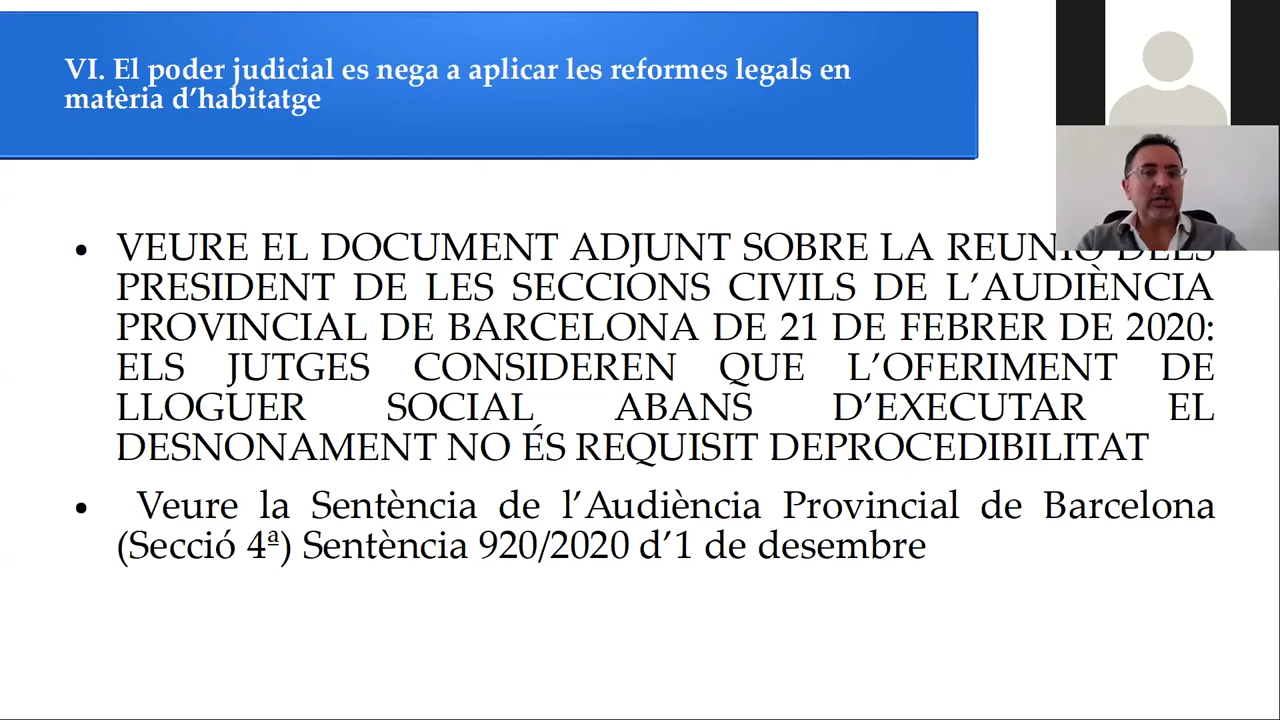 VI. El poder judicial es nega a aplicar les reformes legals en
matèria d’habitatge
• VEURE EL DOCUMENT ADJUNT SOBRE LA REUNIÓ DELS
PRESIDENT DE LES SECCIONS CIVILS DE L’AUDIÈNCIA
PROVINCIAL DE BARCELONA DE 21 DE FEBRER DE 2020:
ELS JUTGES CONSIDEREN QUE L’OFERIMENT DE
LLOGUER SOCIAL ABANS D’EXECUTAR EL
DESNONAMENT NO ÉS REQUISIT DEPROCEDIBILITAT
• Veure la Sentència de l’Audiència Provincial de Barcelona
(Secció 4ª) Sentència 920/2020 d’1 de desembre